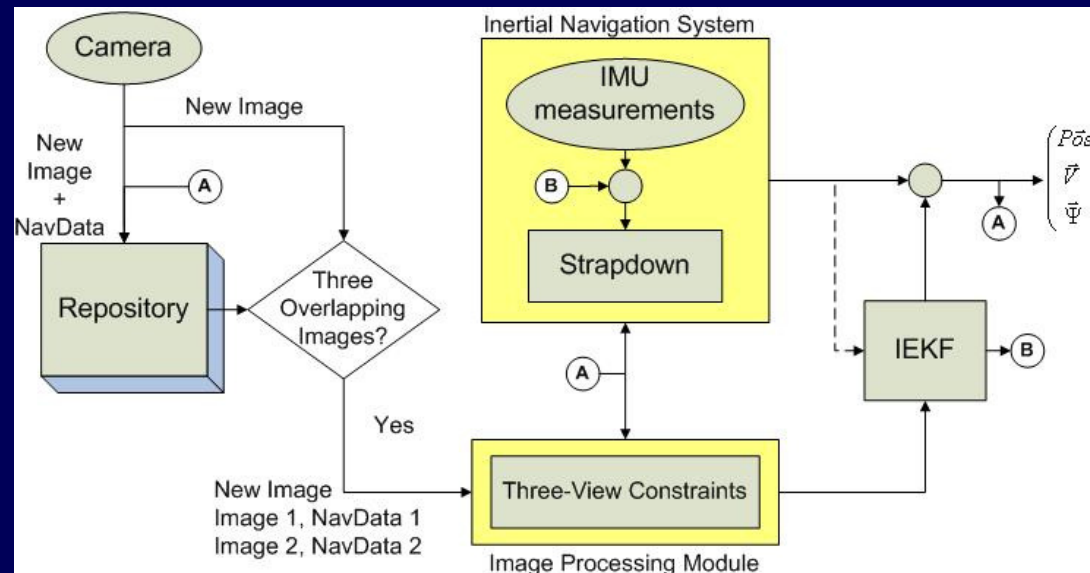 Camera
New Image
New
Image
+
NavData
A
Repository
Three
Overlapping
Images?
Yes
New Image
Image 1, NavData 1
Image 2, NavData 2
Inertial Navigation System
IMU
measurements
B
Strapdown
A
Three-View Constraints
Image Processing Module
IEKF
B
A
Pos
V
Ψ